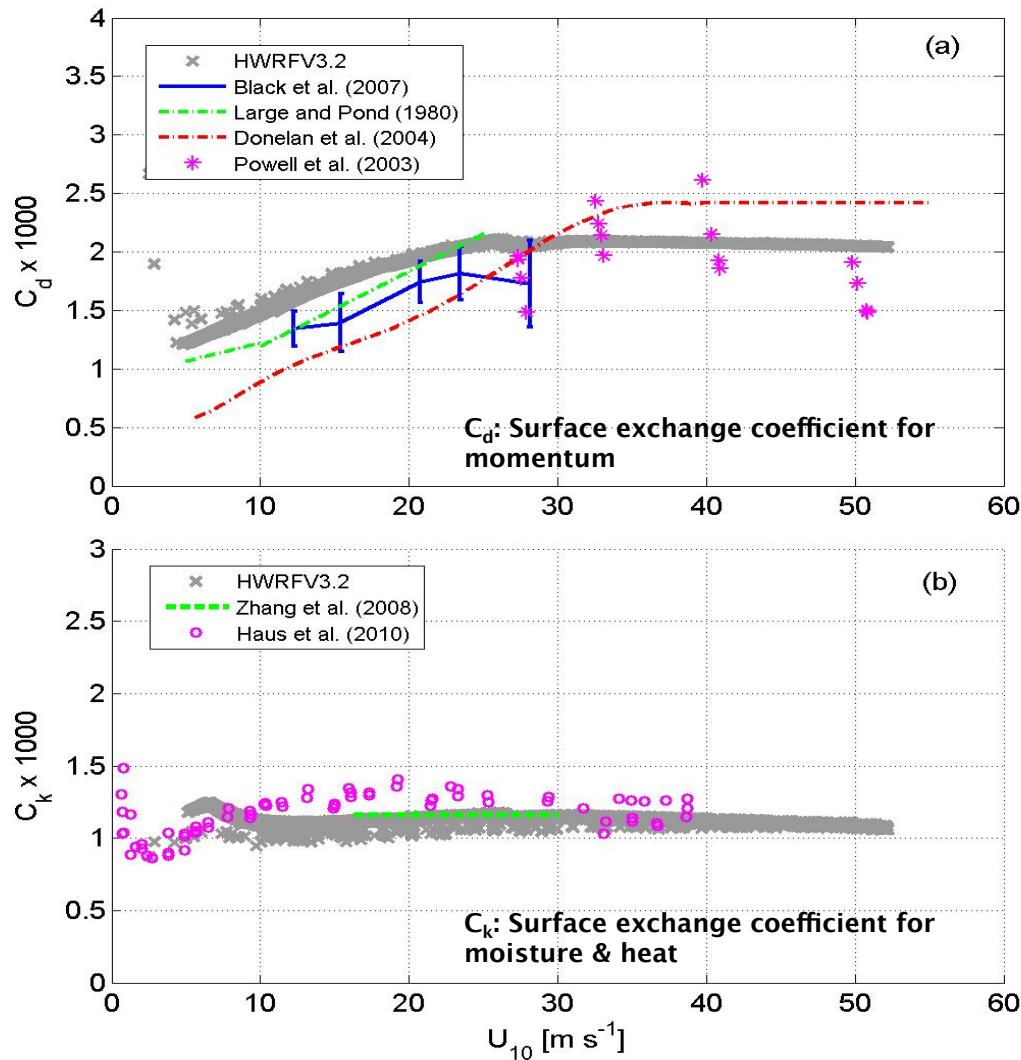 4
(a)
HWRFV3.2
Black et al. (2007)
Large and Pond (1980)
Donelan et al. (2004)
Powell et al. (2003)
3.5
3
2.5
2
1.5
1
0.5
0
C_d x 1000
C_d: Surface exchange coefficient for
momentum
0 10 20 30 40 50 60
3
(b)
HWRFV3.2
Zhang et al. (2008)
Haus et al. (2010)
2.5
2
1.5
1
0.5
0
C_k x 1000
C_k: Surface exchange coefficient for
moisture & heat
0 10 20 30 40 50 60
U_10 [m s^-1]